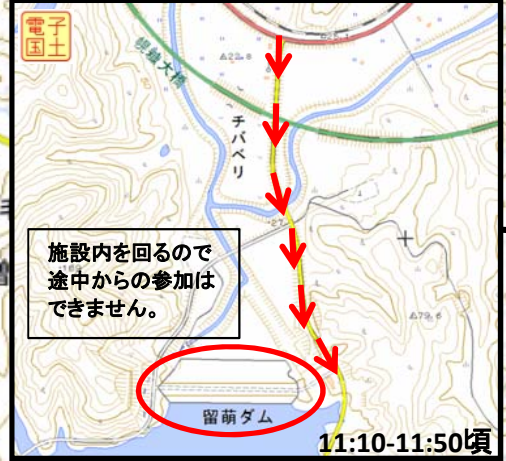 電子国土
幌糠大橋
チバベリ
施設内を回るので
途中からの参加は
できません。
留萌ダム
11:10-11:50頃